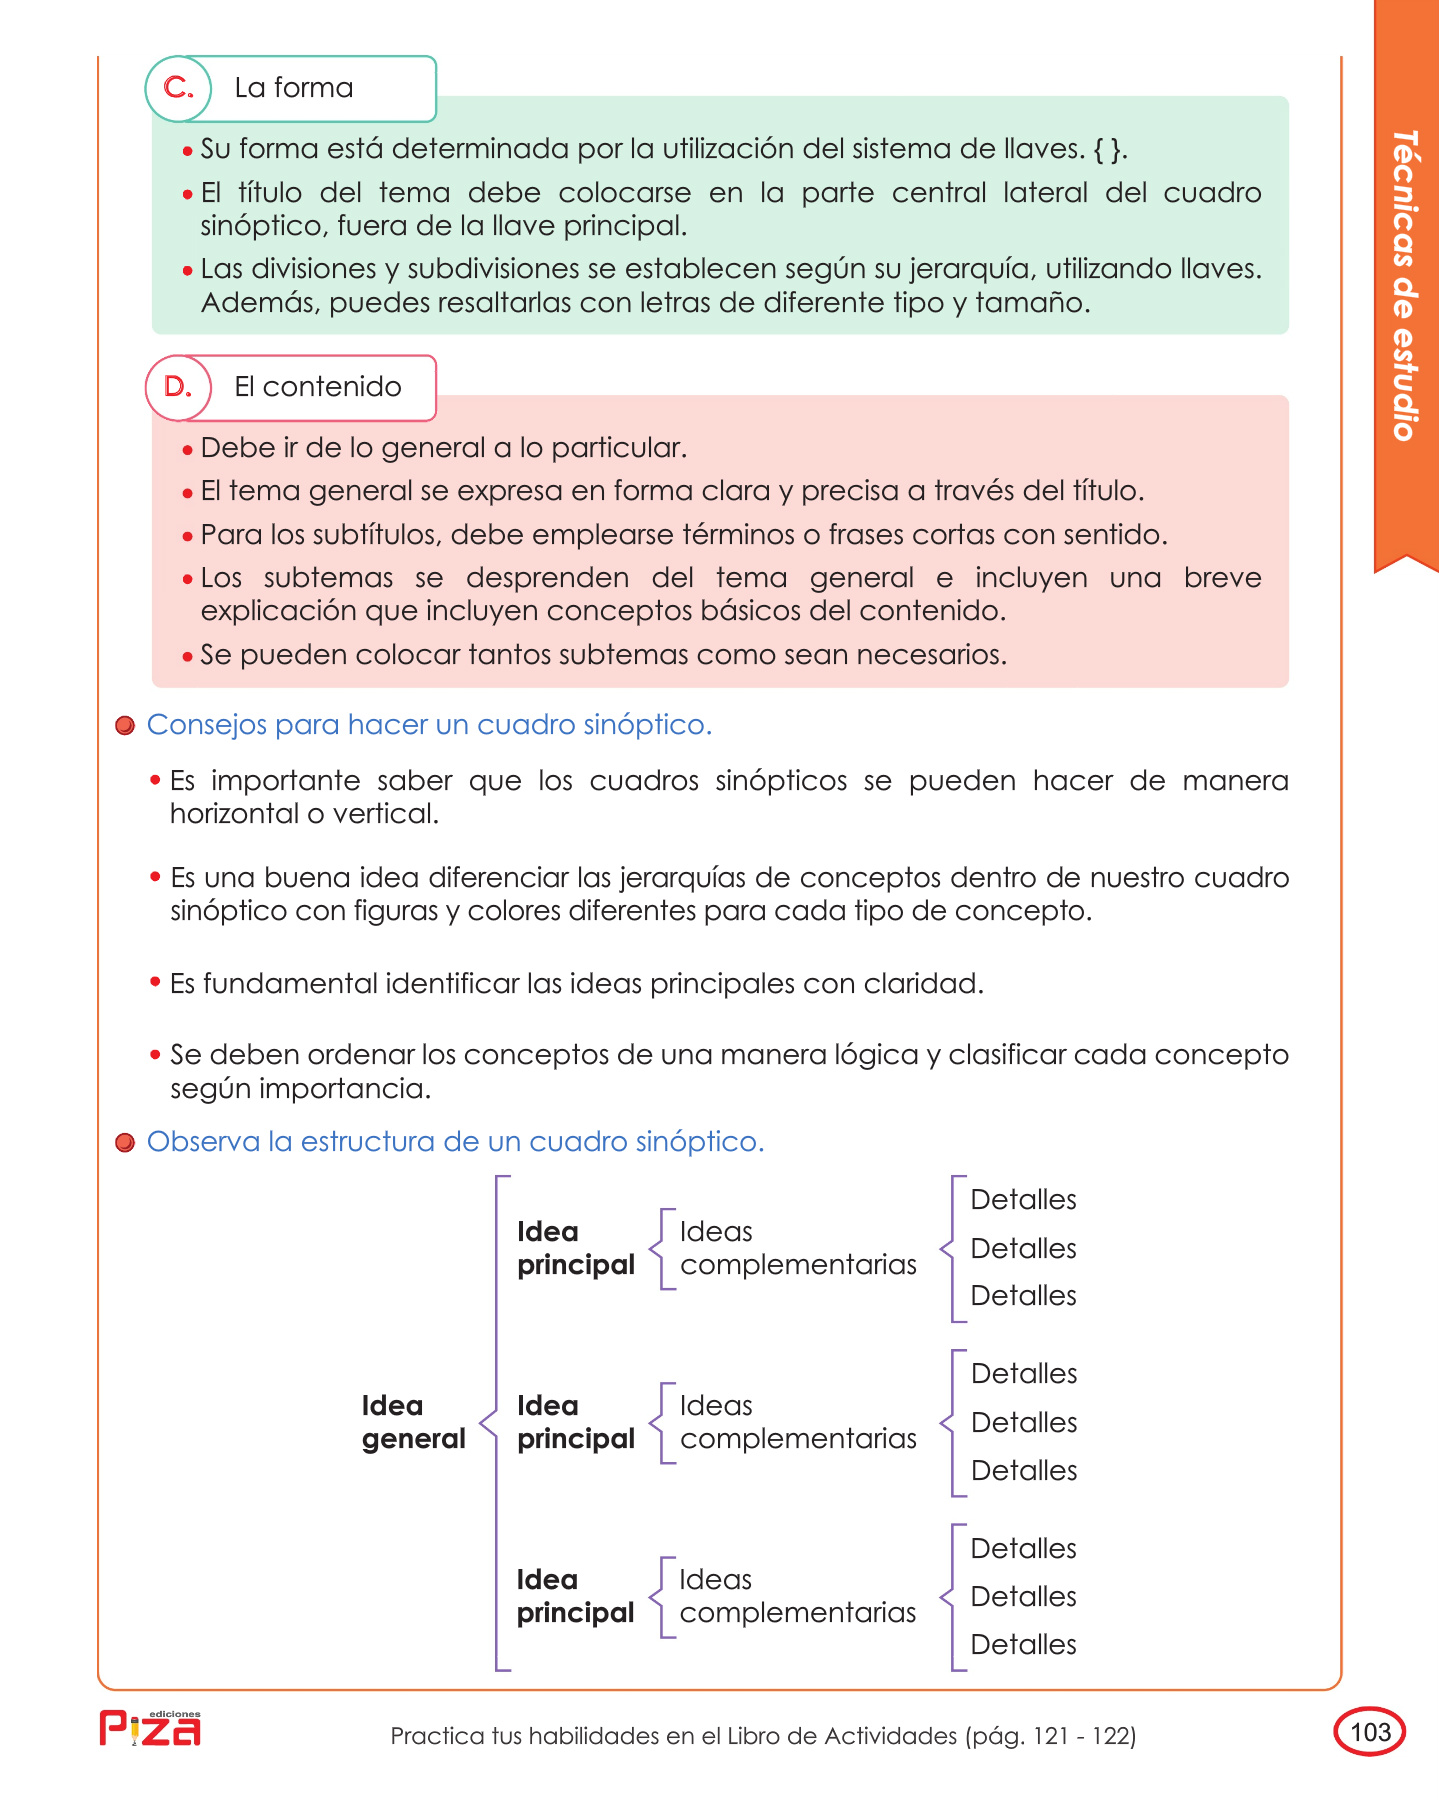 C. La forma
• Su forma está determinada por la utilización del sistema de llaves. { }.
• El título del tema debe colocarse en la parte central lateral del cuadro
sinóptico, fuera de la llave principal.
• Las divisiones y subdivisiones se establecen según su jerarquía, utilizando llaves.
Además, puedes resaltarlas con letras de diferente tipo y tamaño.
D. El contenido
• Debe ir de lo general a lo particular.
• El tema general se expresa en forma clara y precisa a través del título.
• Para los subtítulos, debe emplearse términos o frases cortas con sentido.
• Los subtemas se desprenden del tema general e incluyen una breve
explicación que incluyen conceptos básicos del contenido.
• Se pueden colocar tantos subtemas como sean necesarios.
Consejos para hacer un cuadro sinóptico.
• Es importante saber que los cuadros sinópticos se pueden hacer de manera
horizontal o vertical.
• Es una buena idea diferenciar las jerarquías de conceptos dentro de nuestro cuadro
sinóptico con figuras y colores diferentes para cada tipo de concepto.
• Es fundamental identificar las ideas principales con claridad.
• Se deben ordenar los conceptos de una manera lógica y clasificar cada concepto
según importancia.
Observa la estructura de un cuadro sinóptico.
Idea
general
Idea
principal
Ideas
complementarias
Detalles
Detalles
Detalles
Idea
principal
Ideas
complementarias
Detalles
Detalles
Detalles
Idea
principal
Ideas
complementarias
Detalles
Detalles
Detalles
Técnicas de estudio
ediciones
Piza
Practica tus habilidades en el Libro de Actividades (pág. 121 - 122)
103